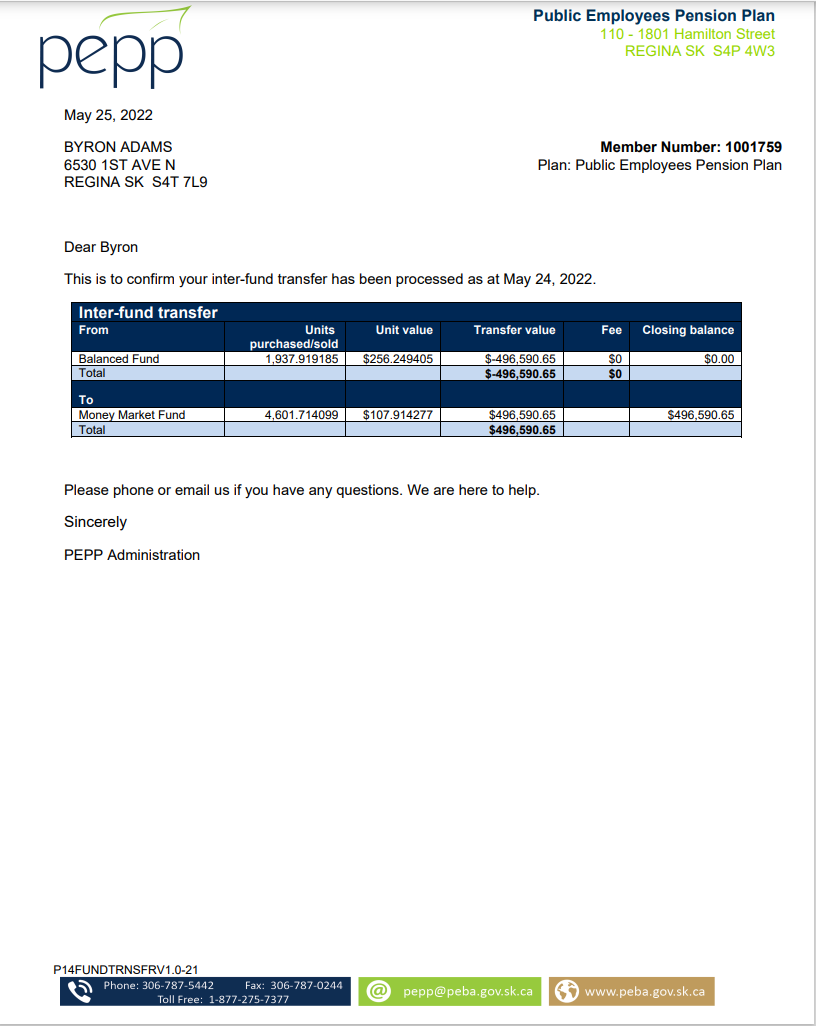 pepp
Public Employees Pension Plan
110 - 1801 Hamilton Street
REGINA SK  S4P 4W3
May 25, 2022
BYRON ADAMS
6530 1ST AVE N
REGINA SK  S4T 7L9
Member Number: 1001759
Plan: Public Employees Pension Plan
Dear Byron
This is to confirm your inter-fund transfer has been processed as at May 24, 2022.
Inter-fund transfer
From Units purchased/sold Unit value Transfer value Fee Closing balance
Balanced Fund 1,937.919185 $256.249405 $-496,590.65 $0 $0.00
Total $-496,590.65 $0
To
Money Market Fund 4,601.714099 $107.914277 $496,590.65 $496,590.65
Total $496,590.65
Please phone or email us if you have any questions. We are here to help.
Sincerely
PEPP Administration
P14FUNDTRNSFRV1.0-21
Phone: 306-787-5442 Fax: 306-787-0244
Toll Free: 1-877-275-7377
@ pepp@peba.gov.sk.ca
www.peba.gov.sk.ca